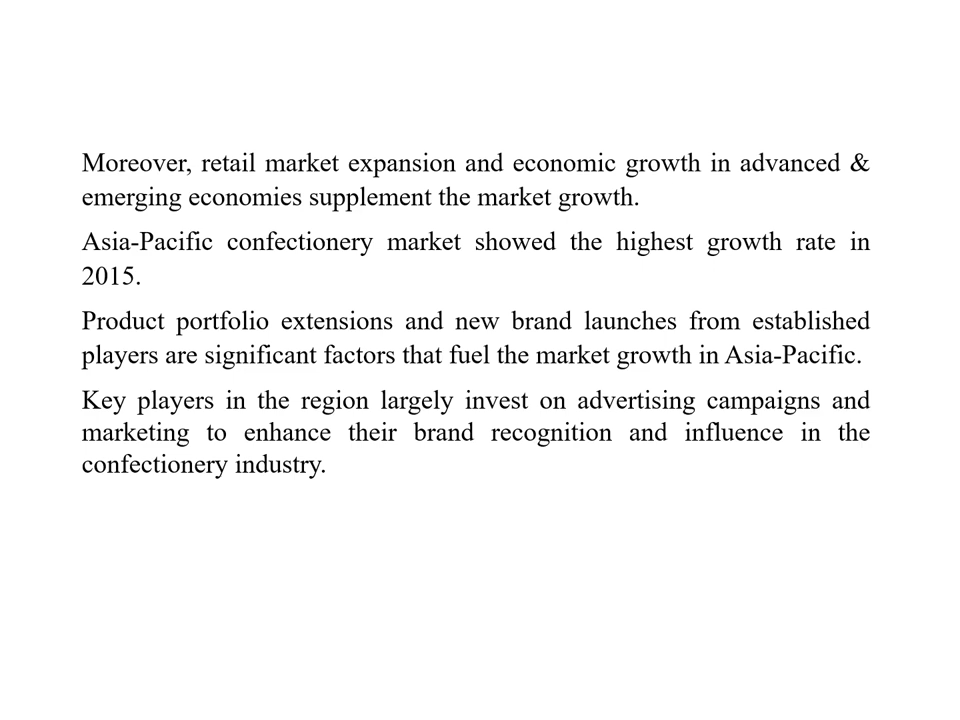 Moreover, retail market expansion and economic growth in advanced &
emerging economies supplement the market growth.
Asia-Pacific confectionery market showed the highest growth rate in
2015.
Product portfolio extensions and new brand launches from established
players are significant factors that fuel the market growth in Asia-Pacific.
Key players in the region largely invest on advertising campaigns and
marketing to enhance their brand recognition and influence in the
confectionery industry.